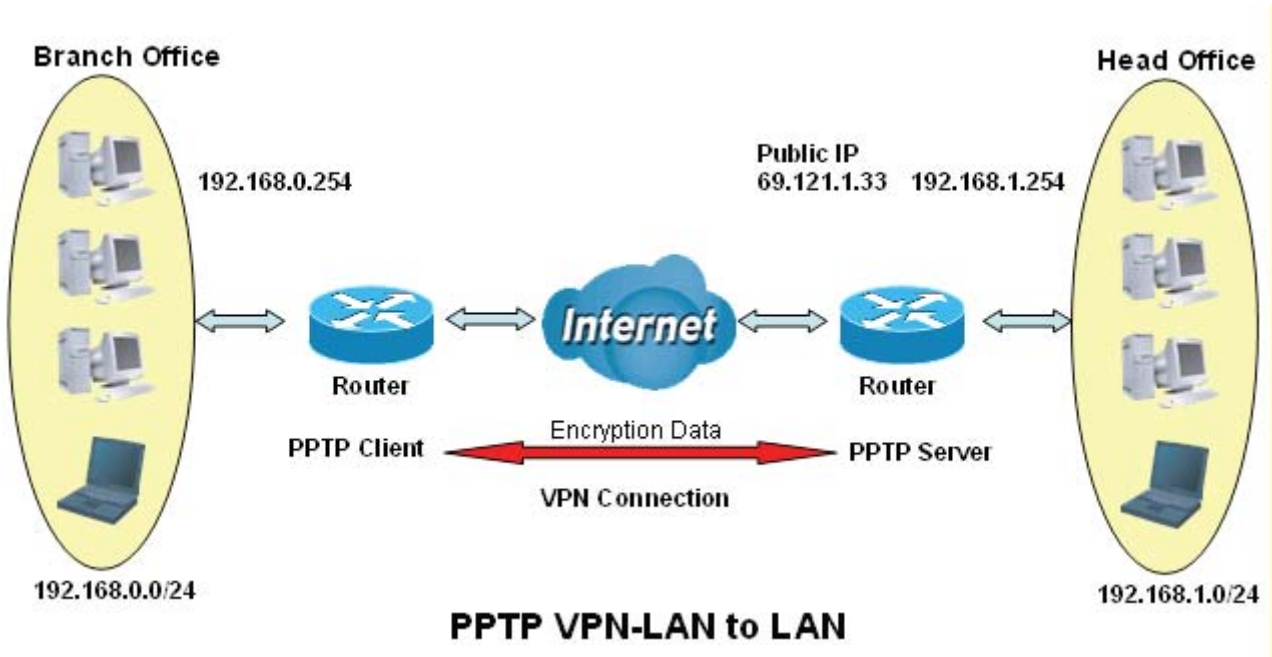 Branch Office
Head Office
192.168.0.254
Public IP
69.121.1.33 192.168.1.254
Internet
Router
Router
PPTP Client
Encryption Data
PPTP Server
VPN Connection
192.168.0.0/24
192.168.1.0/24
PPTP VPN-LAN to LAN